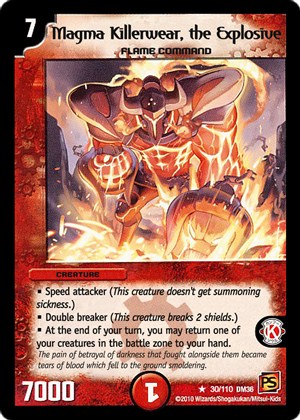 7
Magma Killerwear, the Explosive
FLAME COMMAND
CREATURE
▪ Speed attacker (This creature doesn't get summoning
sickness.)
▪ Double breaker (This creature breaks 2 shields.)
▪ At the end of your turn, you may return one of
your creatures in the battle zone to your hand.
The pain of betrayal of darkness that fought alongside them became
tears of blood which fell to the ground smoldering.
7000
1
★ 30/110 DM36
©2010 Wizards/Shogakukan/Mitsui-Kids
K
PS